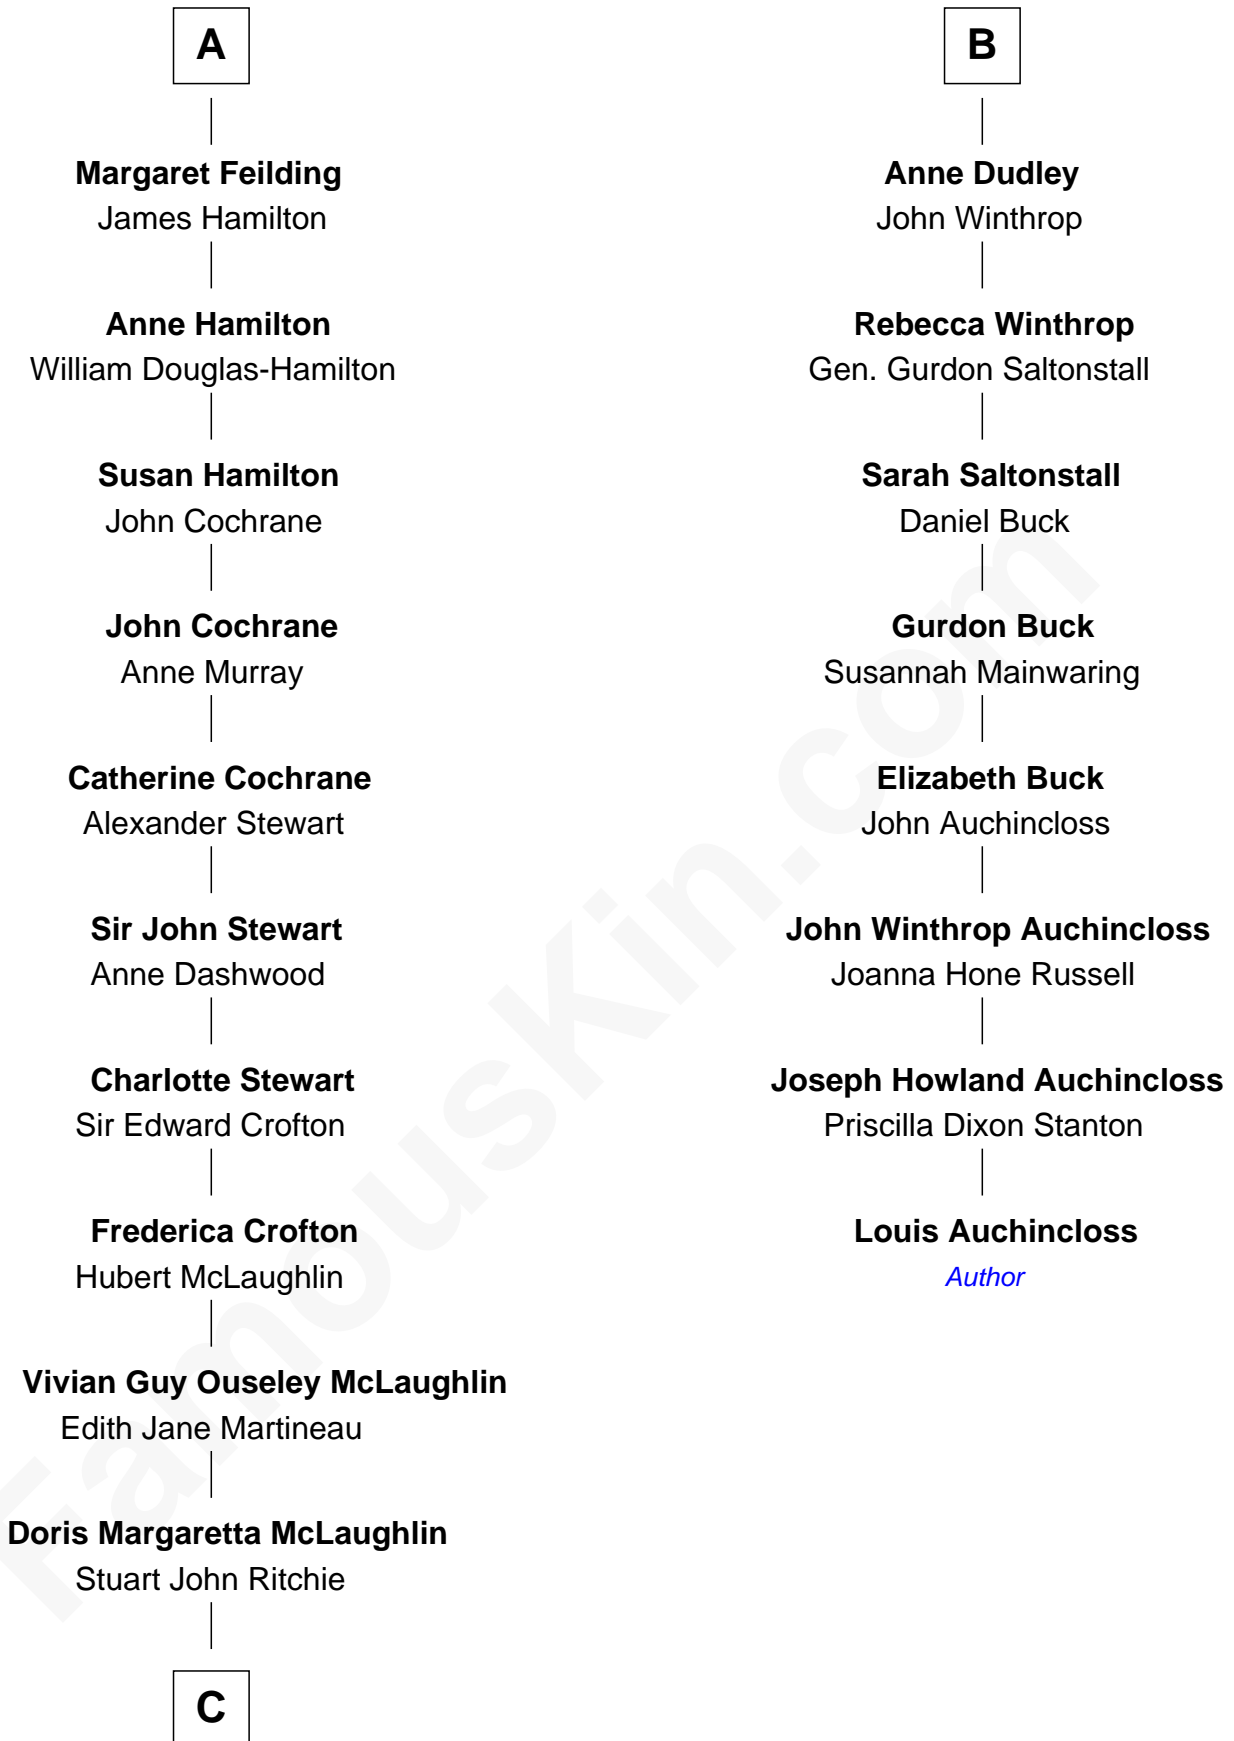 A
Margaret Feilding
James Hamilton
Anne Hamilton
William Douglas-Hamilton
Susan Hamilton
John Cochrane
John Cochrane
Anne Murray
Catherine Cochrane
Alexander Stewart
Sir John Stewart
Anne Dashwood
Charlotte Stewart
Sir Edward Crofton
Frederica Crofton
Hubert McLaughlin
Vivian Guy Ouseley McLaughlin
Edith Jane Martineau
Doris Margaretta McLaughlin
Stuart John Ritchie
C
B
Anne Dudley
John Winthrop
Rebecca Winthrop
Gen. Gurdon Saltonstall
Sarah Saltonstall
Daniel Buck
Gurdon Buck
Susannah Mainwaring
Elizabeth Buck
John Auchincloss
John Winthrop Auchincloss
Joanna Hone Russell
Joseph Howland Auchincloss
Priscilla Dixon Stanton
Louis Auchincloss
Author
FamousKin.com